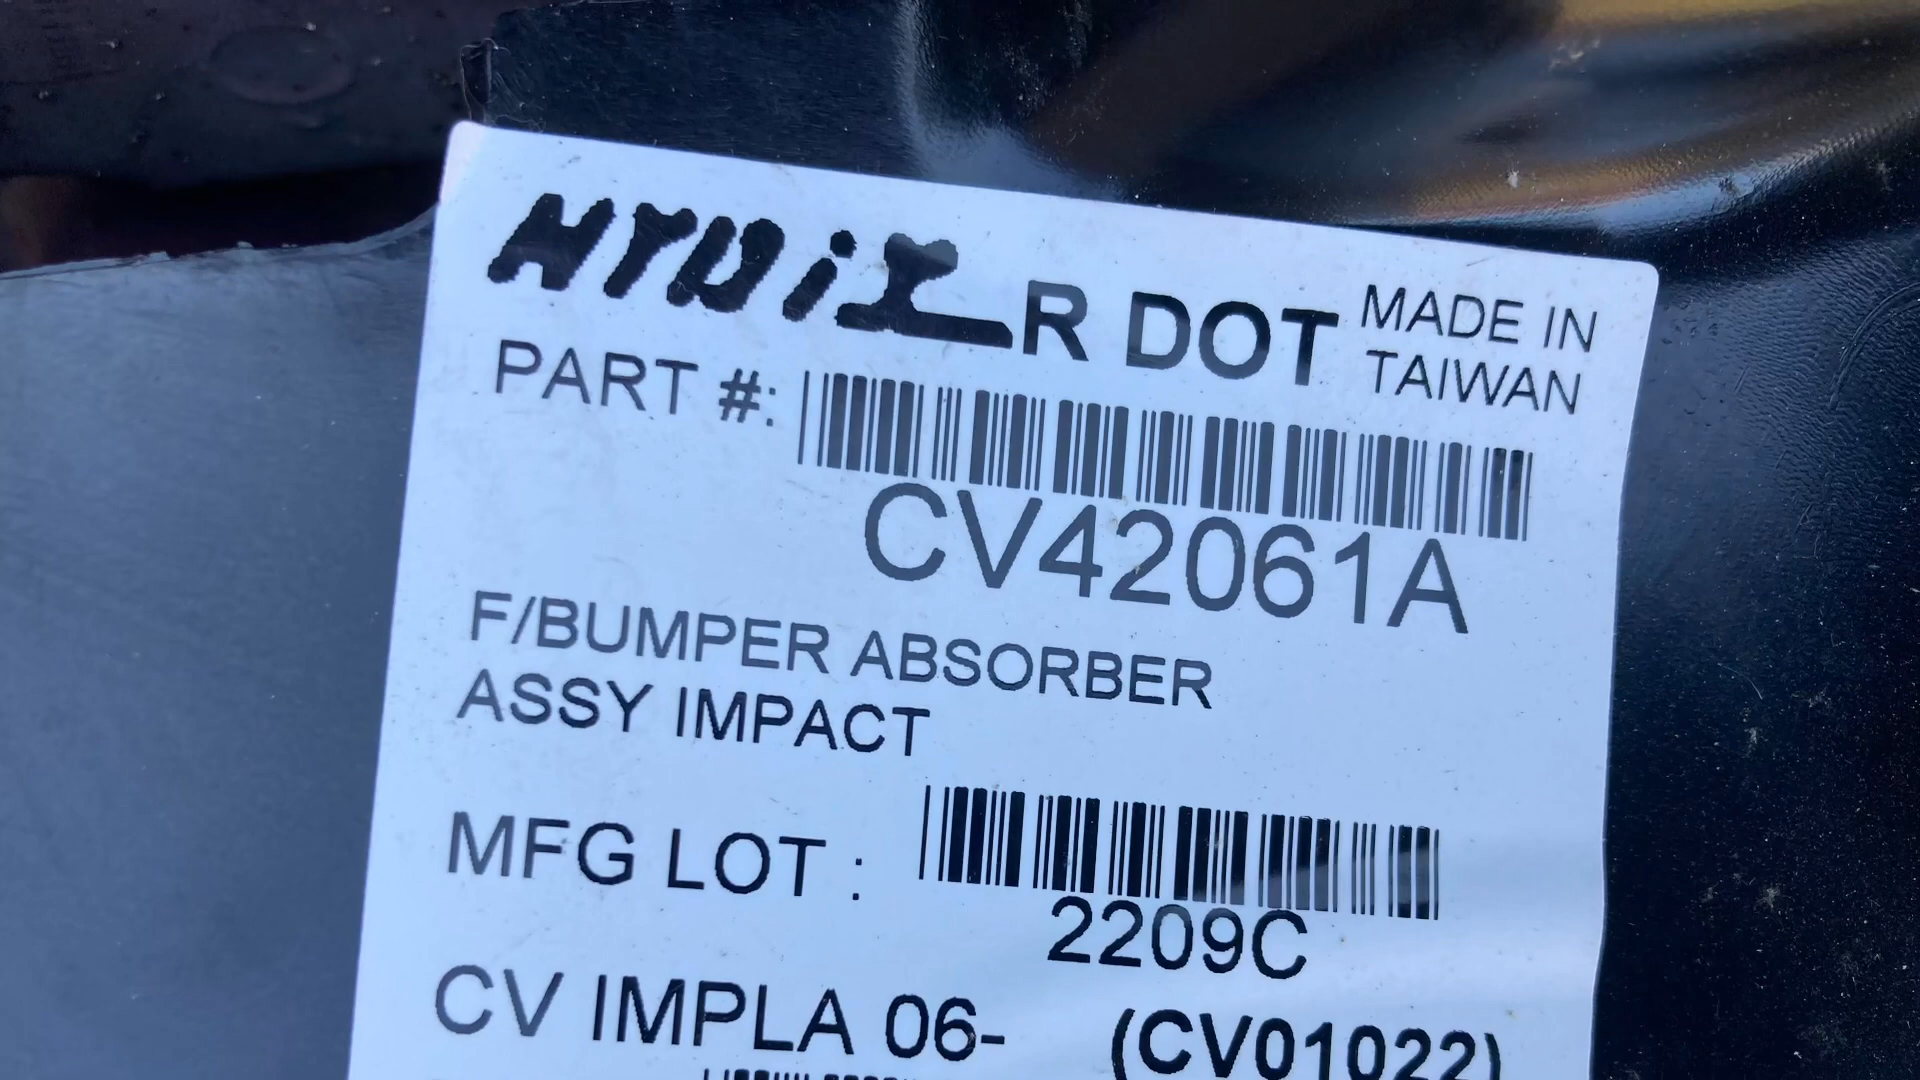 R DOT MADE IN
TAIWAN
PART #:
CV42061A
F/BUMPER ABSORBER
ASSY IMPACT
MFG LOT :
2209C
CV IMPLA 06- (CV01022)